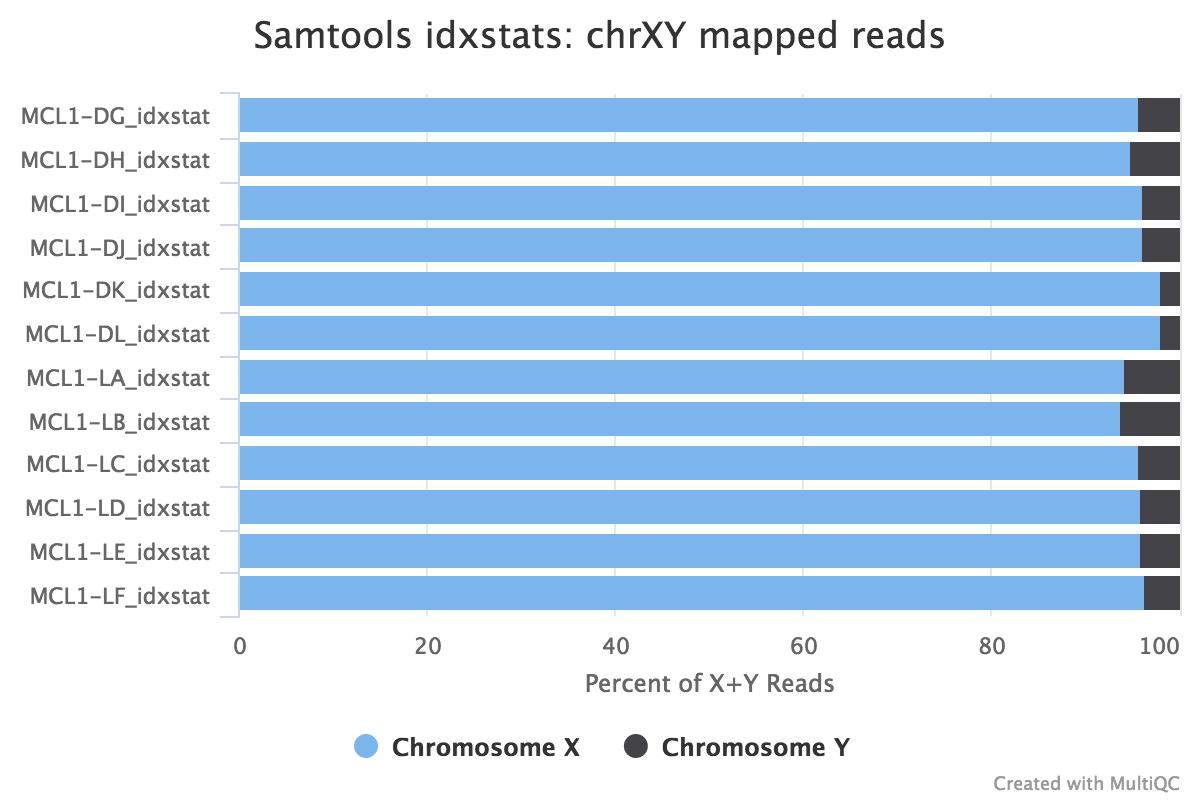 Samtools idxstats: chrXY mapped reads
MCL1-DG_idxstat
MCL1-DH_idxstat
MCL1-DI_idxstat
MCL1-DJ_idxstat
MCL1-DK_idxstat
MCL1-DL_idxstat
MCL1-LA_idxstat
MCL1-LB_idxstat
MCL1-LC_idxstat
MCL1-LD_idxstat
MCL1-LE_idxstat
MCL1-LF_idxstat
0 20 40 60 80 100
Percent of X+Y Reads
Chromosome X Chromosome Y
Created with MultiQC